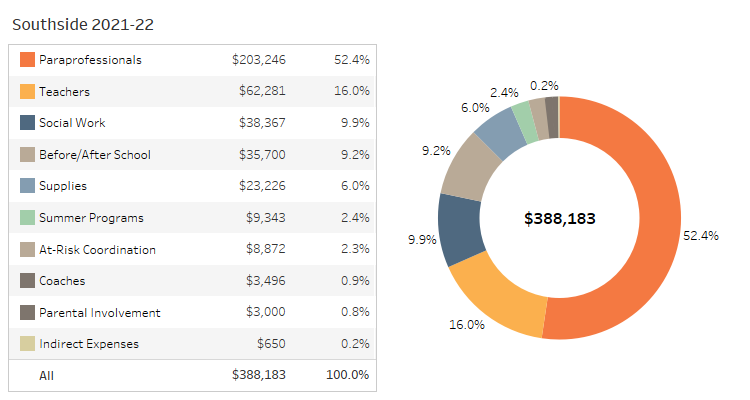 Southside 2021-22
Paraprofessionals $203,246 52.4%
Teachers $62,281 16.0%
Social Work $38,367 9.9%
Before/After School $35,700 9.2%
Supplies $23,226 6.0%
Summer Programs $9,343 2.4%
At-Risk Coordination $8,872 2.3%
Coaches $3,496 0.9%
Parental Involvement $3,000 0.8%
Indirect Expenses $650 0.2%
All $388,183 100.0%
0.2%
2.4%
6.0%
9.2%
$388,183
52.4%
9.9%
16.0%